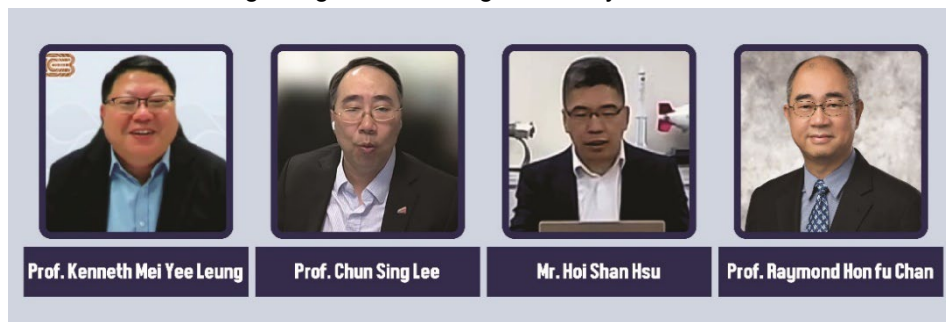 Prof. Kenneth Mei Yee Leung
Prof. Chun Sing Lee
Mr. Hoi Shan Hsu
Prof. Raymond Hon fu Chan